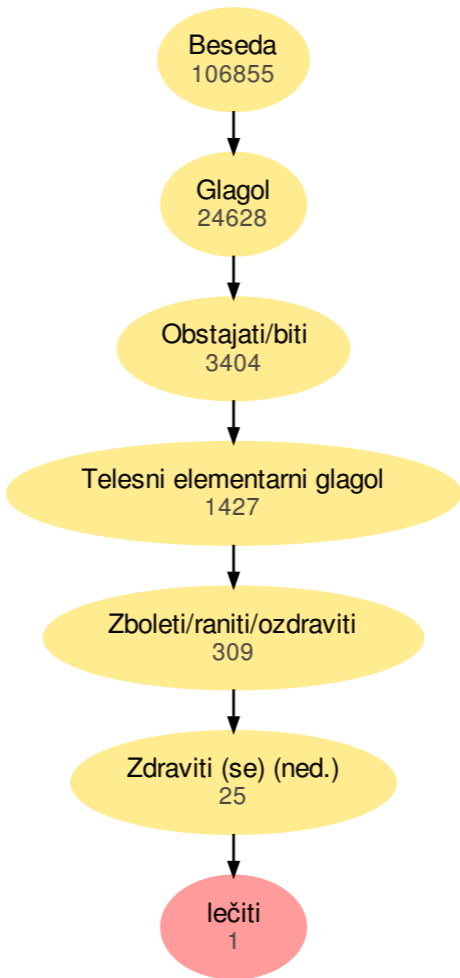 Beseda
106855
Glagol
24628
Obstajati/biti
3404
Telesni elementarni glagol
1427
Zboleti/raniti/ozdraviti
309
Zdraviti (se) (ned.)
25
lečiti
1